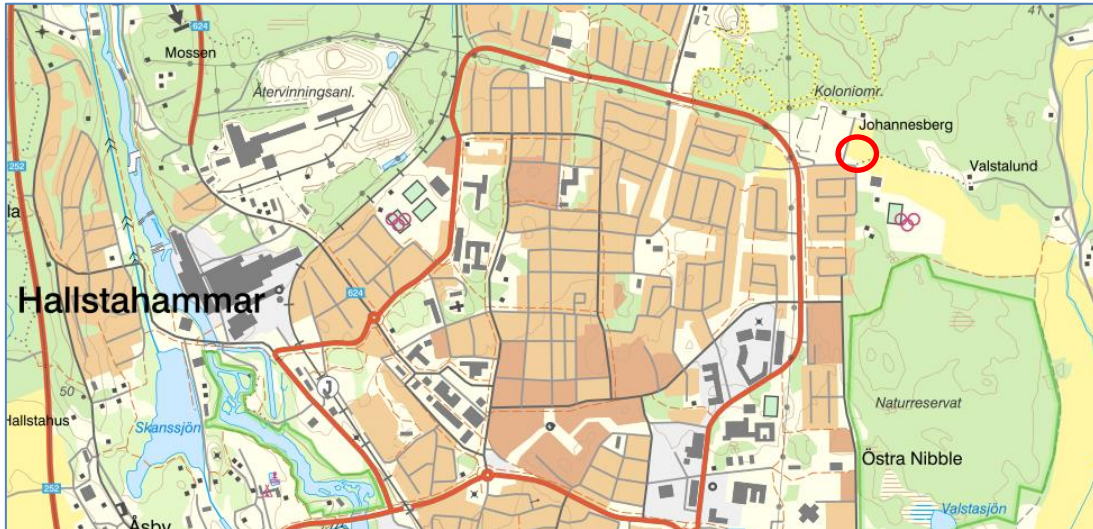 41
624
Mossen
Återvinningsanl.
Koloniomr.
Johannesberg
252
Valstalund
la
Hallstahammar
624
50
J
Naturreservat
Hallstahus
Skanssjön
Östra Nibble
252
Åsby
Valstasjön